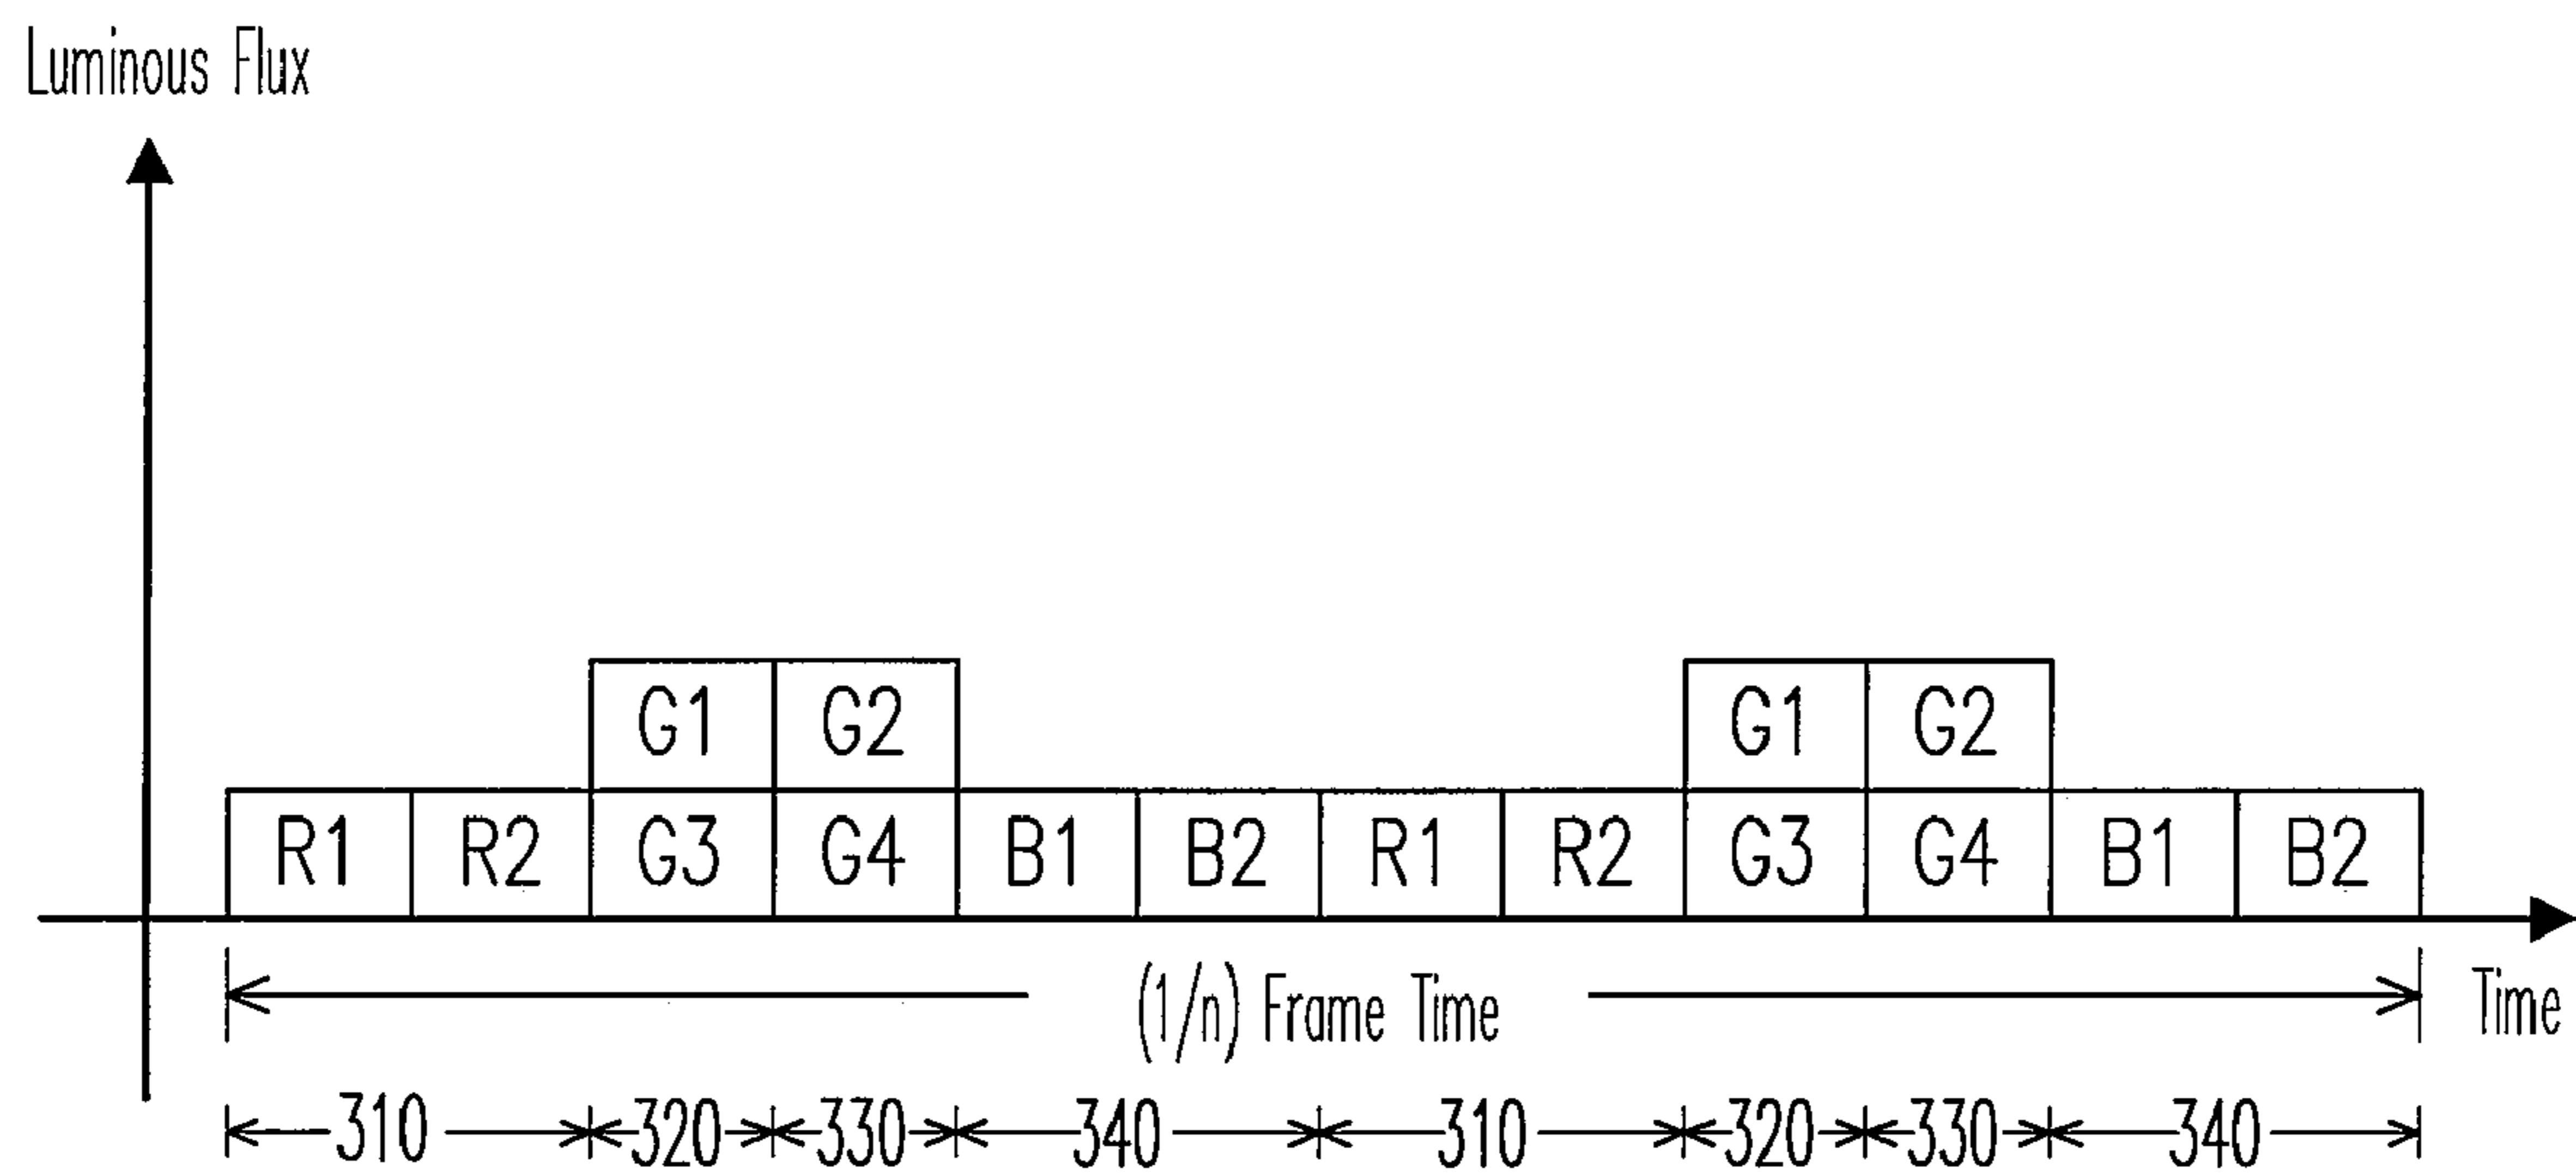 Luminous Flux
G1 G2 G1 G2
R1 R2 G3 G4 B1 B2 R1 R2 G3 G4 B1 B2
(1/n) Frame Time Time
310 320 330 340 310 320 330 340